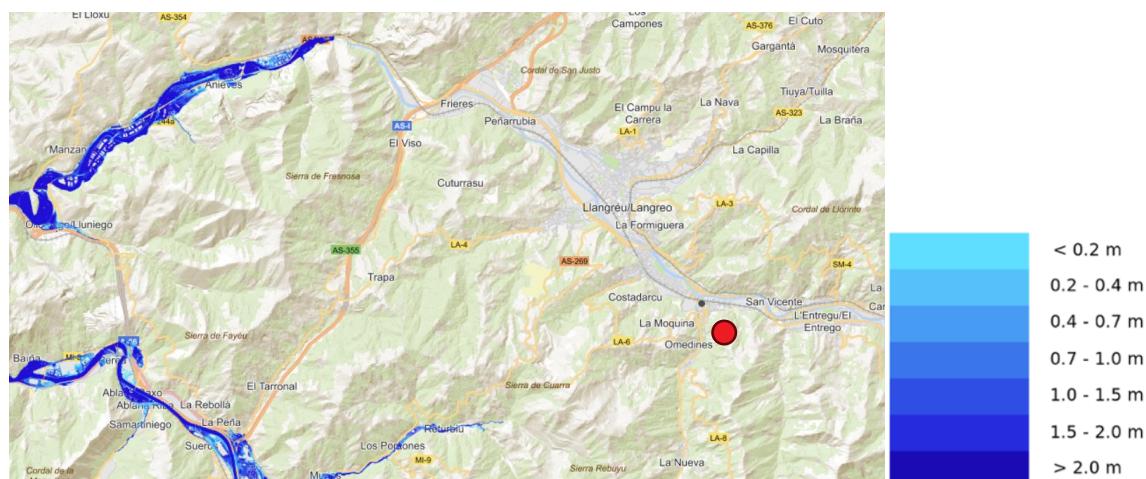 El Lloxu
AS-354
Los
Campones
AS-376
El Cuto
Gargantá
Mosquitera
Cordal de San Justo
Anieves
Tiuya/Tuilla
Frieres
El Campu la
Carrera
La Nava
AS-323
La Braña
244a
AS-I
Peñarrubia
LA-1
El Viso
Manzan
La Capilla
Sierra de Fresnosa
Cuturrasu
Llangréu/Langreo
LA-3
Cordal de Llorinte
La Formiguera
/Lluniego
LA-4
AS-355
AS-269
SM-4
< 0.2 m
Trapa
0.2 - 0.4 m
La
Costadarcu
San Vicente
0.4 - 0.7 m
La Moquina
L'Entregu/El
Entrego
Sierra de Fayéu
LA-6
Omedines
Baiña
0.7 - 1.0 m
El Tarronal
Sierra de Cuarra
1.0 - 1.5 m
La Rebollá
Samartiniego
La Peña
1.5 - 2.0 m
Returbiu
Los Pontones
LA-8
MI-9
La Nueva
Sierra Rebuyu
> 2.0 m
Cordal de la